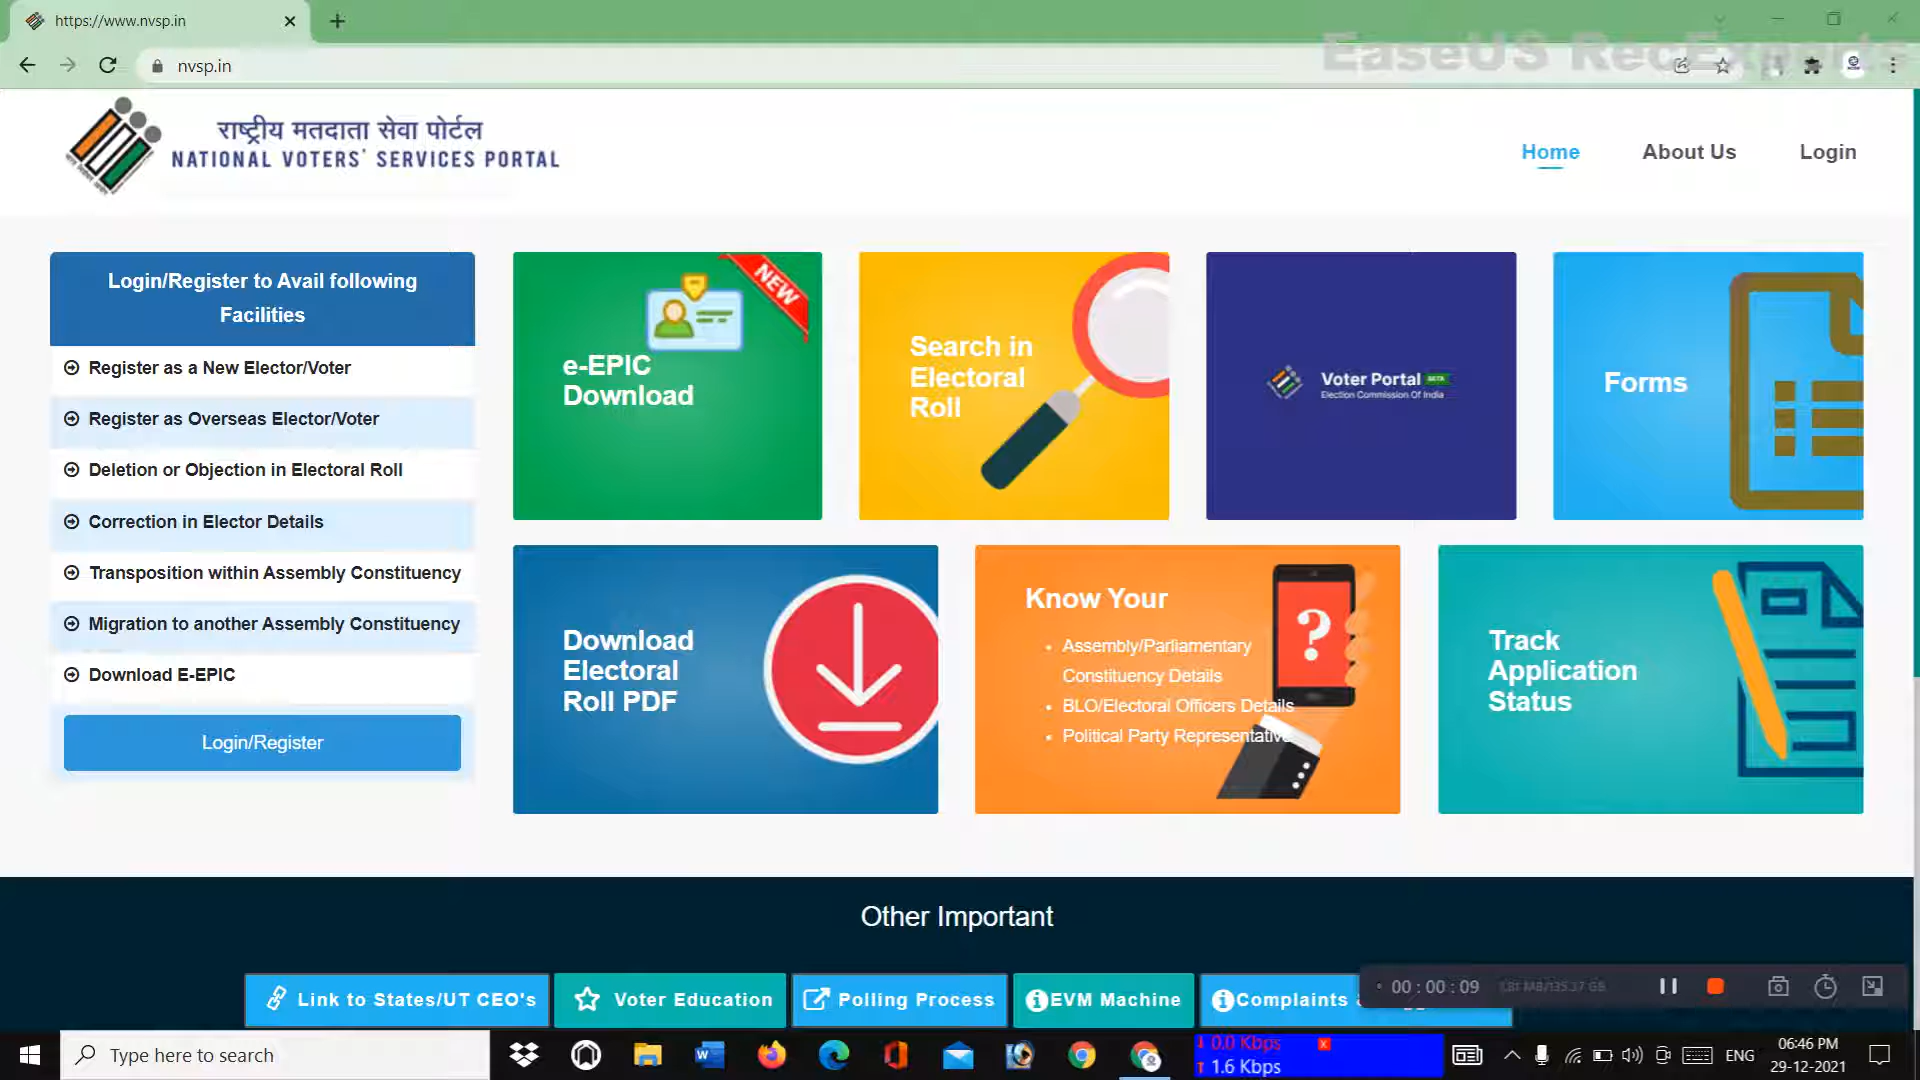 https://www.nvsp.in
nvsp.in
EaseUS RecExperts
राष्ट्रीय मतदाता सेवा पोर्टल
NATIONAL VOTERS' SERVICES PORTAL
Home
About Us
Login
Login/Register to Avail following
Facilities
Register as a New Elector/Voter
Register as Overseas Elector/Voter
Deletion or Objection in Electoral Roll
Correction in Elector Details
Transposition within Assembly Constituency
Migration to another Assembly Constituency
Download E-EPIC
Login/Register
NEW
e-EPIC
Download
Search in
Electoral
Roll
Voter Portal BETA
Election Commission Of India
Forms
Download
Electoral
Roll PDF
Know Your
Assembly/Parliamentary
Constituency Details
BLO/Electoral Officers Details
Political Party Representative
?
Track
Application
Status
Other Important
Link to States/UT CEO's
Voter Education
Polling Process
EVM Machine
Complaints
00 : 00 : 09
Type here to search
0.0 Kbps
1.6 Kbps
ENG
06:46 PM
29-12-2021